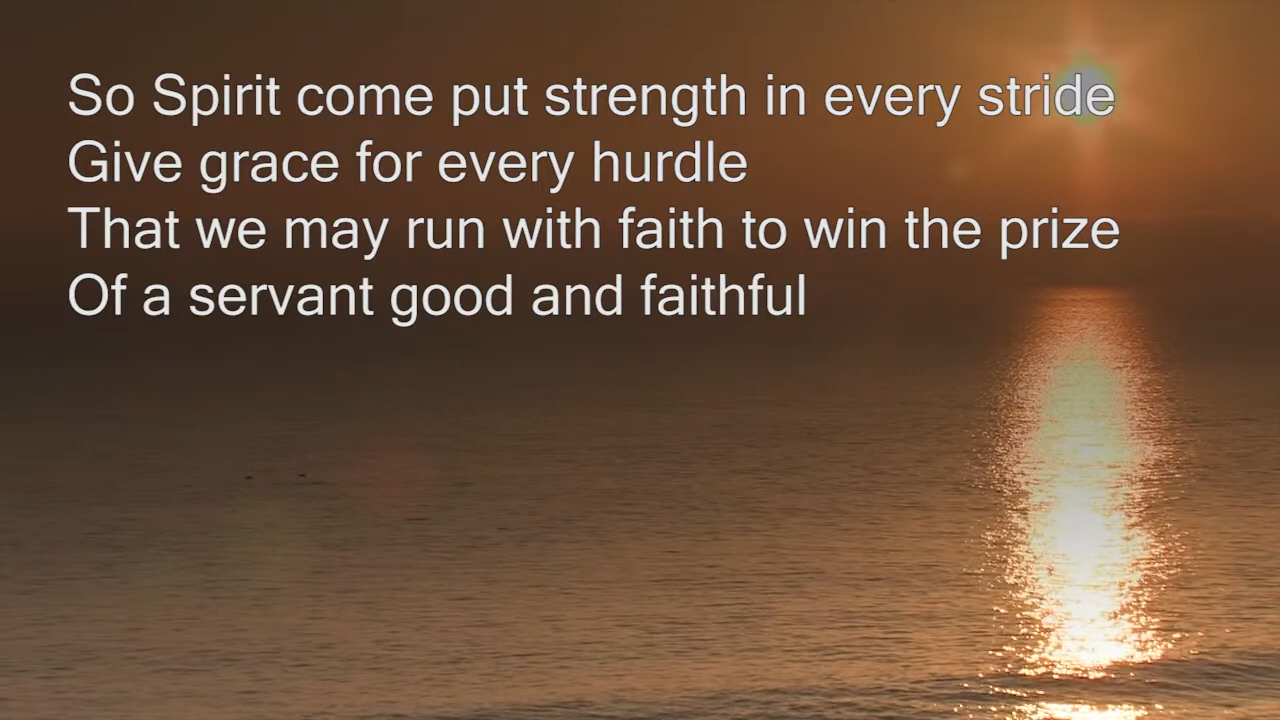 So Spirit come put strength in every stride
Give grace for every hurdle
That we may run with faith to win the prize
Of a servant good and faithful